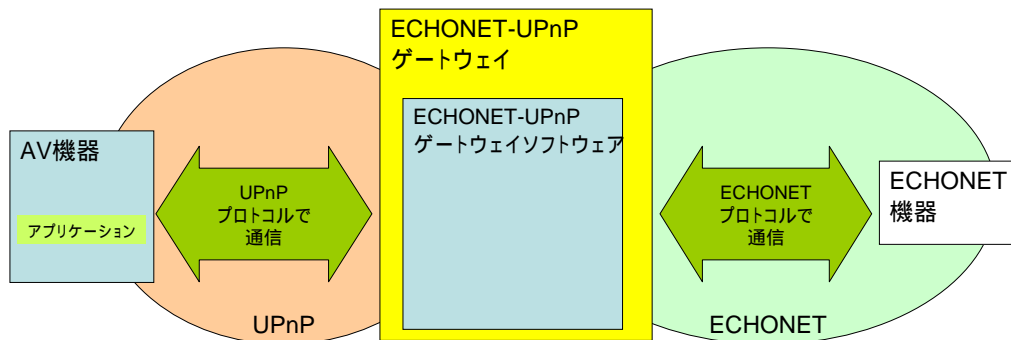 ECHONET-UPnP
ゲートウェイ
ECHONET-UPnP
ゲートウェイソフトウェア
AV機器
アプリケーション
UPnP
プロトコルで
通信
ECHONET
プロトコルで
通信
ECHONET
機器
UPnP
ECHONET